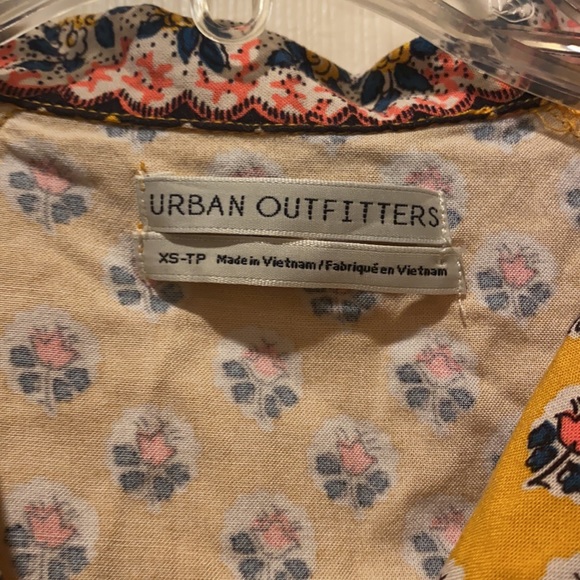 URBAN OUTFITTERS
XS-TP Made in Vietnam / Fabriqué en Vietnam